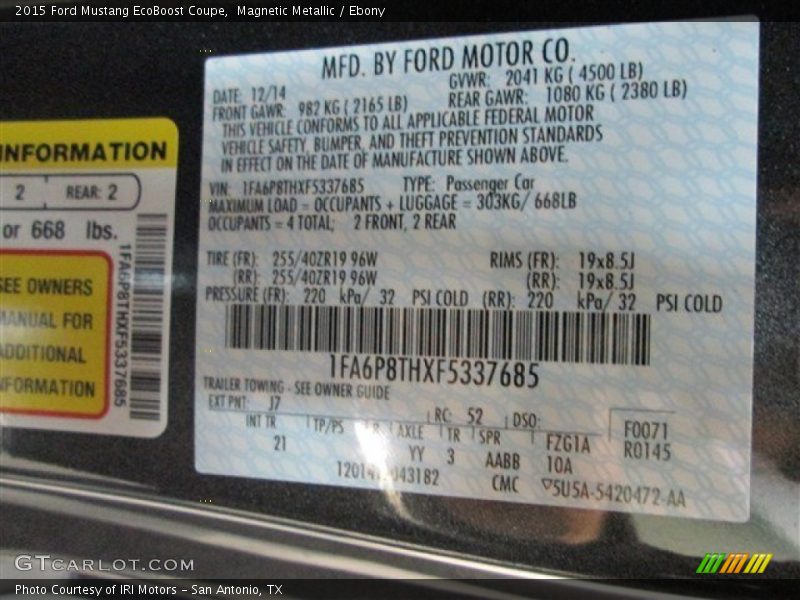 2015 Ford Mustang EcoBoost Coupe,  Magnetic Metallic / Ebony
MFD. BY FORD MOTOR CO.
DATE: 12/14
GVWR: 2041 KG ( 4500 LB)
FRONT GAWR: 982 KG ( 2165 LB)
REAR GAWR: 1080 KG ( 2380 LB)
THIS VEHICLE CONFORMS TO ALL APPLICABLE FEDERAL MOTOR
VEHICLE SAFETY, BUMPER, AND THEFT PREVENTION STANDARDS
IN EFFECT ON THE DATE OF MANUFACTURE SHOWN ABOVE.
VIN: 1FA6P8THXF5337685 TYPE: Passenger Car
MAXIMUM LOAD = OCCUPANTS + LUGGAGE = 303KG/ 668LB
OCCUPANTS = 4 TOTAL; 2 FRONT, 2 REAR
TIRE (FR): 255/40ZR19 96W RIMS (FR): 19x8.5J
(RR): 255/40ZR19 96W (RR): 19x8.5J
PRESSURE (FR): 220 kPa/ 32 PSI COLD (RR): 220 kPa/ 32 PSI COLD
1FA6P8THXF5337685
TRAILER TOWING - SEE OWNER GUIDE
EXT PNT: J7 RC: 52 DSO:
INT TR TP/PS R AXLE TR SPR
21 YY 3 AABB
FZG1A
10A
F0071
R0145
CMC
5U5A-5420472-AA
INFORMATION
2 REAR: 2
or 668 lbs.
SEE OWNERS
MANUAL FOR
ADDITIONAL
INFORMATION
1FA6P8THXF5337685
GTCARLOT.COM
Photo Courtesy of IRI Motors – San Antonio, TX